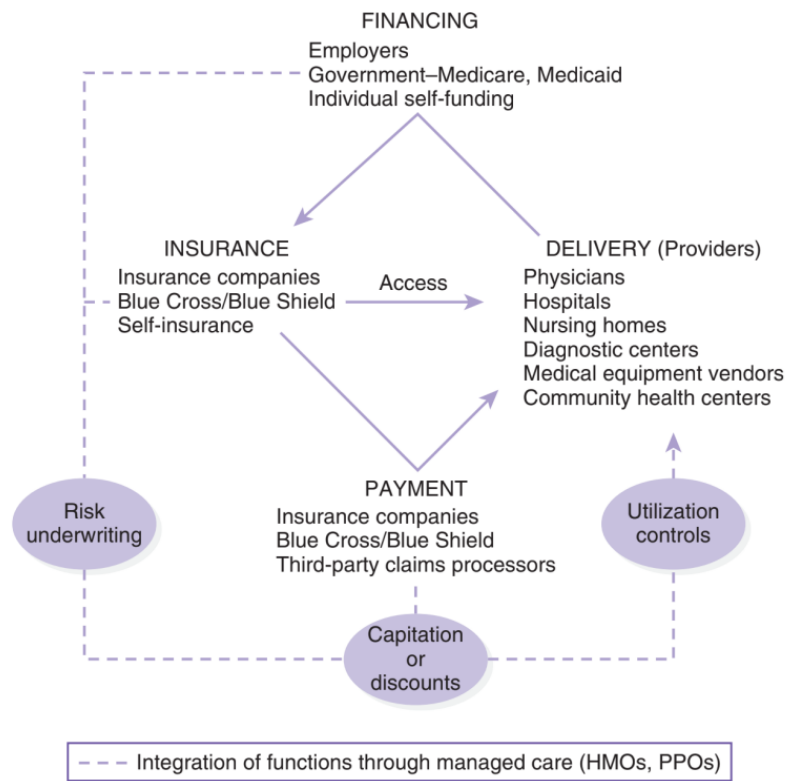 FINANCING
Employers
Government–Medicare, Medicaid
Individual self-funding
INSURANCE
Insurance companies
Blue Cross/Blue Shield
Self-insurance
Access
DELIVERY (Providers)
Physicians
Hospitals
Nursing homes
Diagnostic centers
Medical equipment vendors
Community health centers
Risk
underwriting
PAYMENT
Insurance companies
Blue Cross/Blue Shield
Third-party claims processors
Utilization
controls
Capitation
or
discounts
Integration of functions through managed care (HMOs, PPOs)